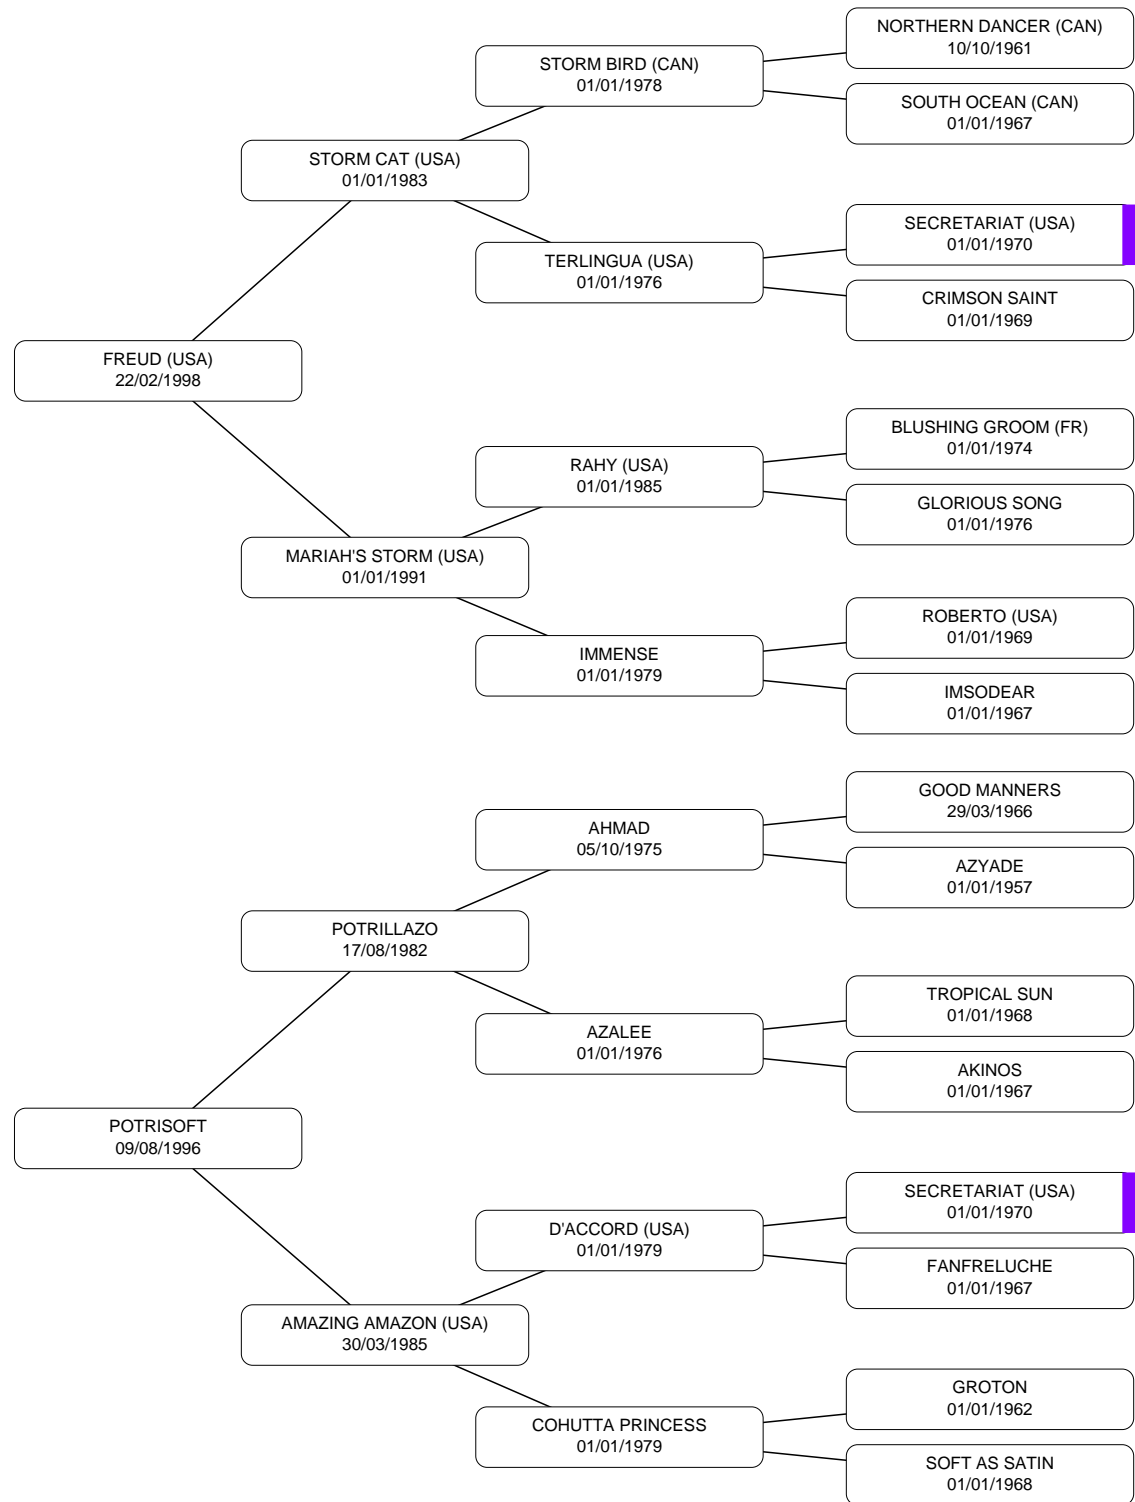 NORTHERN DANCER (CAN)
10/10/1961
STORM BIRD (CAN)
01/01/1978
SOUTH OCEAN (CAN)
01/01/1967
STORM CAT (USA)
01/01/1983
SECRETARIAT (USA)
01/01/1970
TERLINGUA (USA)
01/01/1976
CRIMSON SAINT
01/01/1969
FREUD (USA)
22/02/1998
BLUSHING GROOM (FR)
01/01/1974
RAHY (USA)
01/01/1985
GLORIOUS SONG
01/01/1976
MARIAH'S STORM (USA)
01/01/1991
ROBERTO (USA)
01/01/1969
IMMENSE
01/01/1979
IMSODEAR
01/01/1967
GOOD MANNERS
29/03/1966
AHMAD
05/10/1975
AZYADE
01/01/1957
POTRILLAZO
17/08/1982
TROPICAL SUN
01/01/1968
AZALEE
01/01/1976
AKINOS
01/01/1967
POTRISOFT
09/08/1996
SECRETARIAT (USA)
01/01/1970
D'ACCORD (USA)
01/01/1979
FANFRELUCHE
01/01/1967
AMAZING AMAZON (USA)
30/03/1985
GROTON
01/01/1962
COHUTTA PRINCESS
01/01/1979
SOFT AS SATIN
01/01/1968